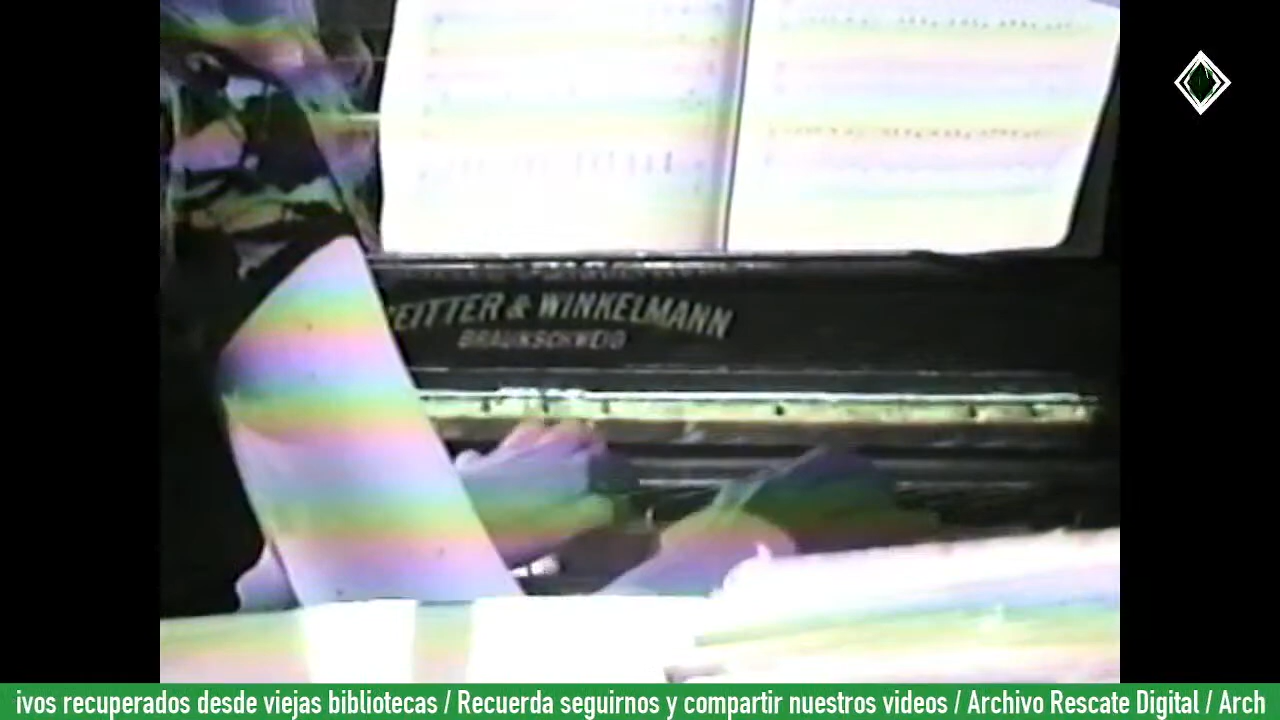 EITTER & WINKELMANN
BRAUNSCHWEIG
ivos recuperados desde viejas bibliotecas / Recuerda seguirnos y compartir nuestros videos / Archivo Rescate Digital / Arch